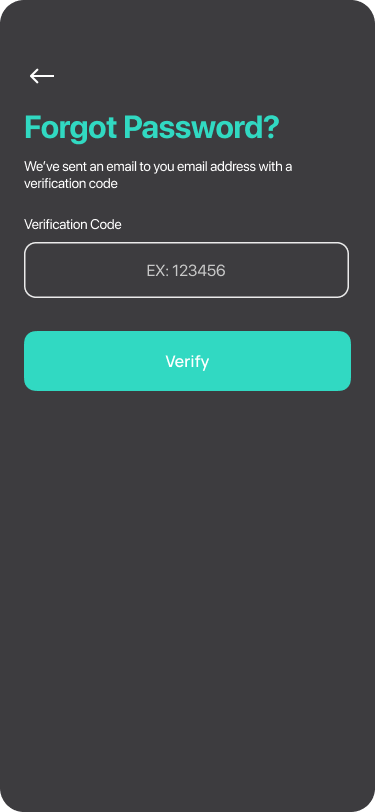 Forgot Password?
We've sent an email to you email address with a
verification code
Verification Code
EX: 123456
Verify